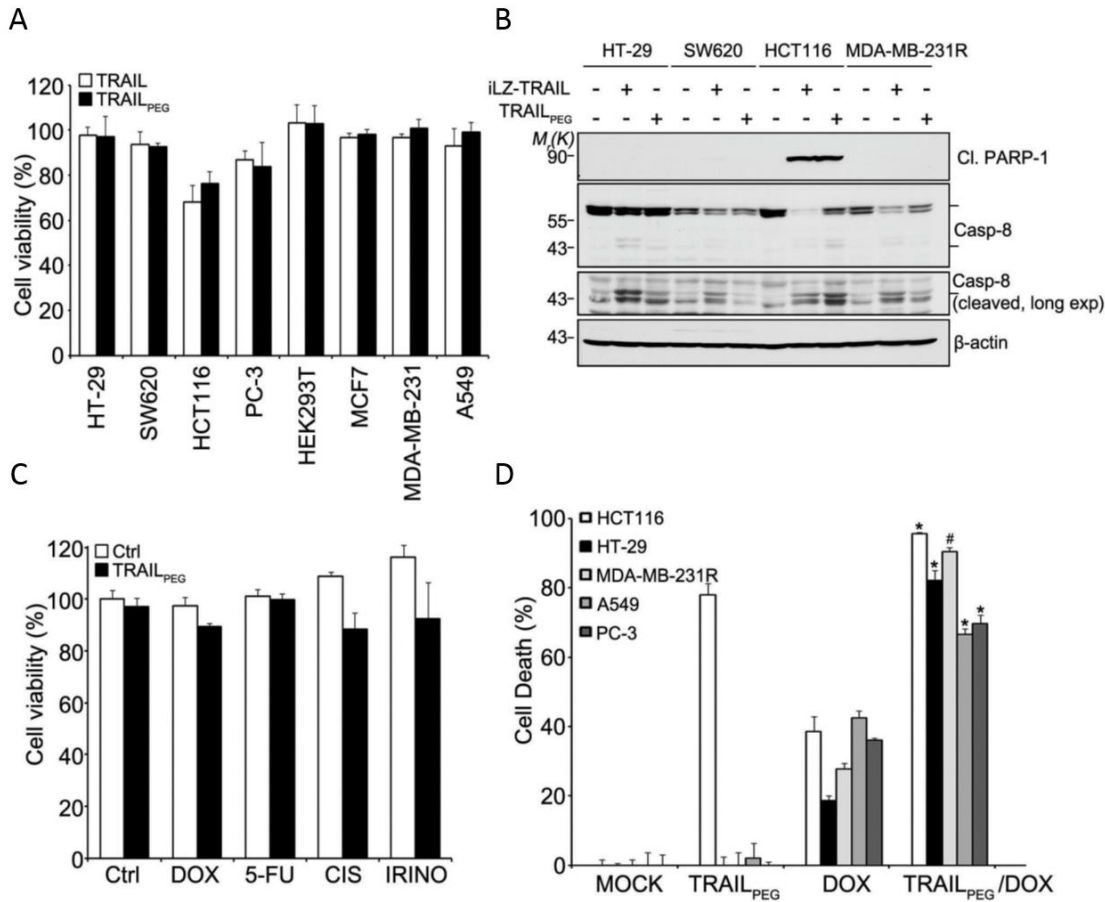 A
TRAIL
TRAILPEG
Cell viability (%)
120
100
80
60
40
20
0
HT-29
SW620
HCT116
PC-3
HEK293T
MCF7
MDA-MB-231
A549
B
HT-29 SW620 HCT116 MDA-MB-231R
iLZ-TRAIL - + - - + - - + - - + -
TRAILPEG - - + - - + - - + - - +
Mr(K)
90 Cl. PARP-1
55
43
Casp-8
43
Casp-8
(cleaved, long exp)
43
β-actin
C
Ctrl
TRAILPEG
Cell viability (%)
120
100
80
60
40
20
0
Ctrl DOX 5-FU CIS IRINO
D
HCT116
HT-29
MDA-MB-231R
A549
PC-3
Cell Death (%)
100
80
60
40
20
0
* * # * *
MOCK TRAILPEG DOX TRAILPEG/DOX